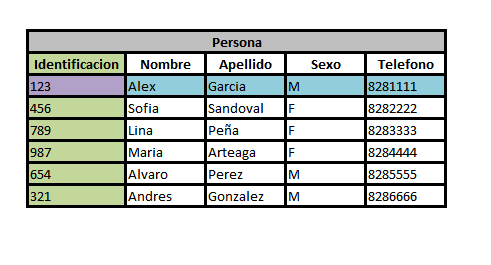 Persona
Identificacion Nombre Apellido Sexo Telefono
123 Alex Garcia M 8281111
456 Sofia Sandoval F 8282222
789 Lina Peña F 8283333
987 Maria Arteaga F 8284444
654 Alvaro Perez M 8285555
321 Andres Gonzalez M 8286666